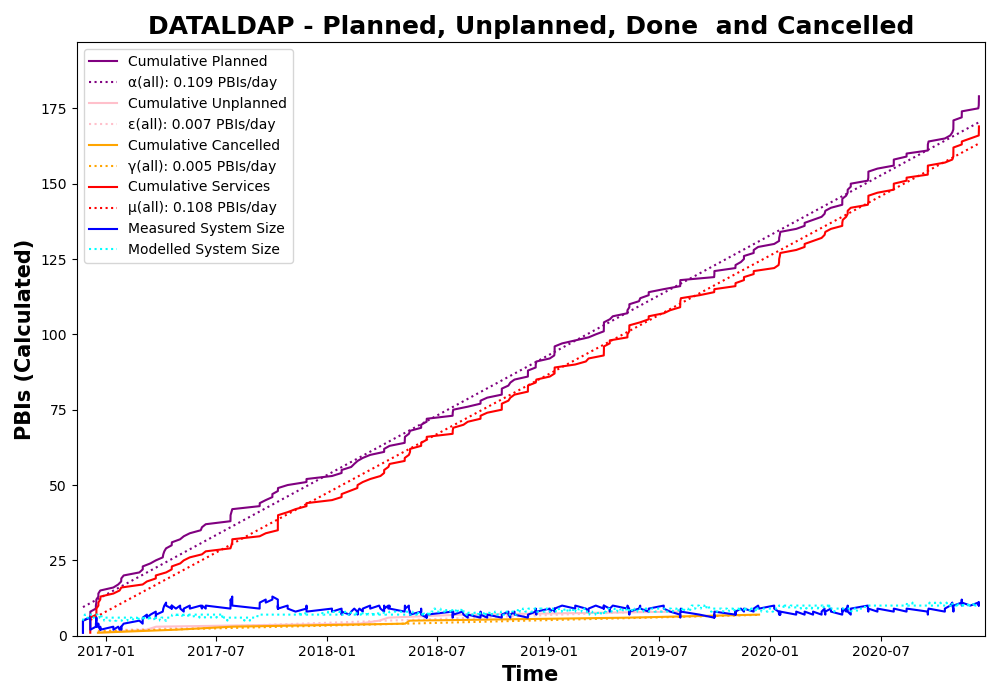 DATALDAP - Planned, Unplanned, Done  and Cancelled
Cumulative Planned
α(all): 0.109 PBIs/day
Cumulative Unplanned
ε(all): 0.007 PBIs/day
Cumulative Cancelled
γ(all): 0.005 PBIs/day
Cumulative Services
μ(all): 0.108 PBIs/day
Measured System Size
Modelled System Size
PBIs (Calculated)
175
150
125
100
75
50
25
0
2017-01 2017-07 2018-01 2018-07 2019-01 2019-07 2020-01 2020-07
Time